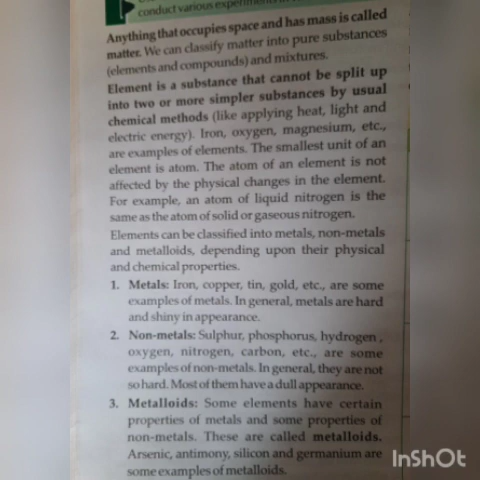 conduct various experiments
Anything that occupies space and has mass is called
matter. We can classify matter into pure substances
(elements and compounds) and mixtures.
Element is a substance that cannot be split up
into two or more simpler substances by usual
chemical methods (like applying heat, light and
electric energy). Iron, oxygen, magnesium, etc.,
are examples of elements. The smallest unit of an
element is atom. The atom of an element is not
affected by the physical changes in the element.
For example, an atom of liquid nitrogen is the
same as the atom of solid or gaseous nitrogen.
Elements can be classified into metals, non-metals
and metalloids, depending upon their physical
and chemical properties.
1. Metals: Iron, copper, tin, gold, etc., are some
examples of metals. In general, metals are hard
and shiny in appearance.
2. Non-metals: Sulphur, phosphorus, hydrogen ,
oxygen, nitrogen, carbon, etc., are some
examples of non-metals. In general, they are not
so hard. Most of them have a dull appearance.
3. Metalloids: Some elements have certain
properties of metals and some properties of
non-metals. These are called metalloids.
Arsenic, antimony, silicon and germanium are
some examples of metalloids.
InShOt